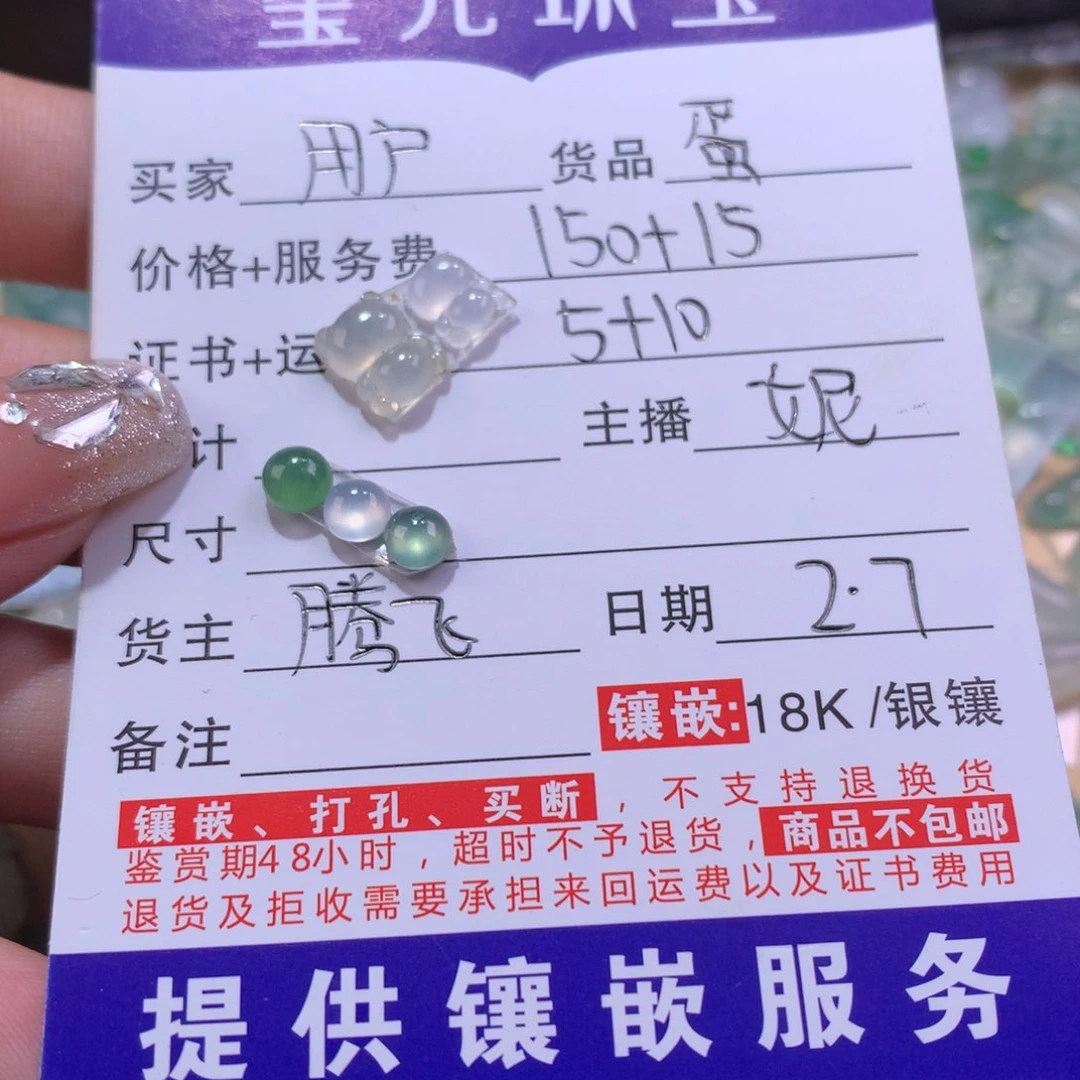 珠宝
买家 用户 货品 蛋
价格+服务费 150+15
证书+运 5+10
计 主播 妮
尺寸
货主 腾飞 日期 2.7
备注 镶嵌:18K/银镶
镶嵌、打孔、买断，不支持退换货
鉴赏期48小时，超时不予退货，商品不包邮
退货及拒收需要承担来回运费以及证书费用
提供镶嵌服务